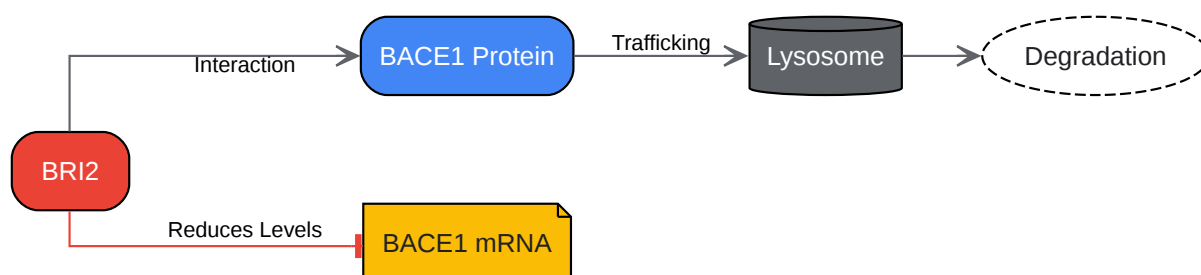 BACE1 Protein
Trafficking
Lysosome
Degradation
Interaction
BRI2
Reduces Levels
BACE1 mRNA